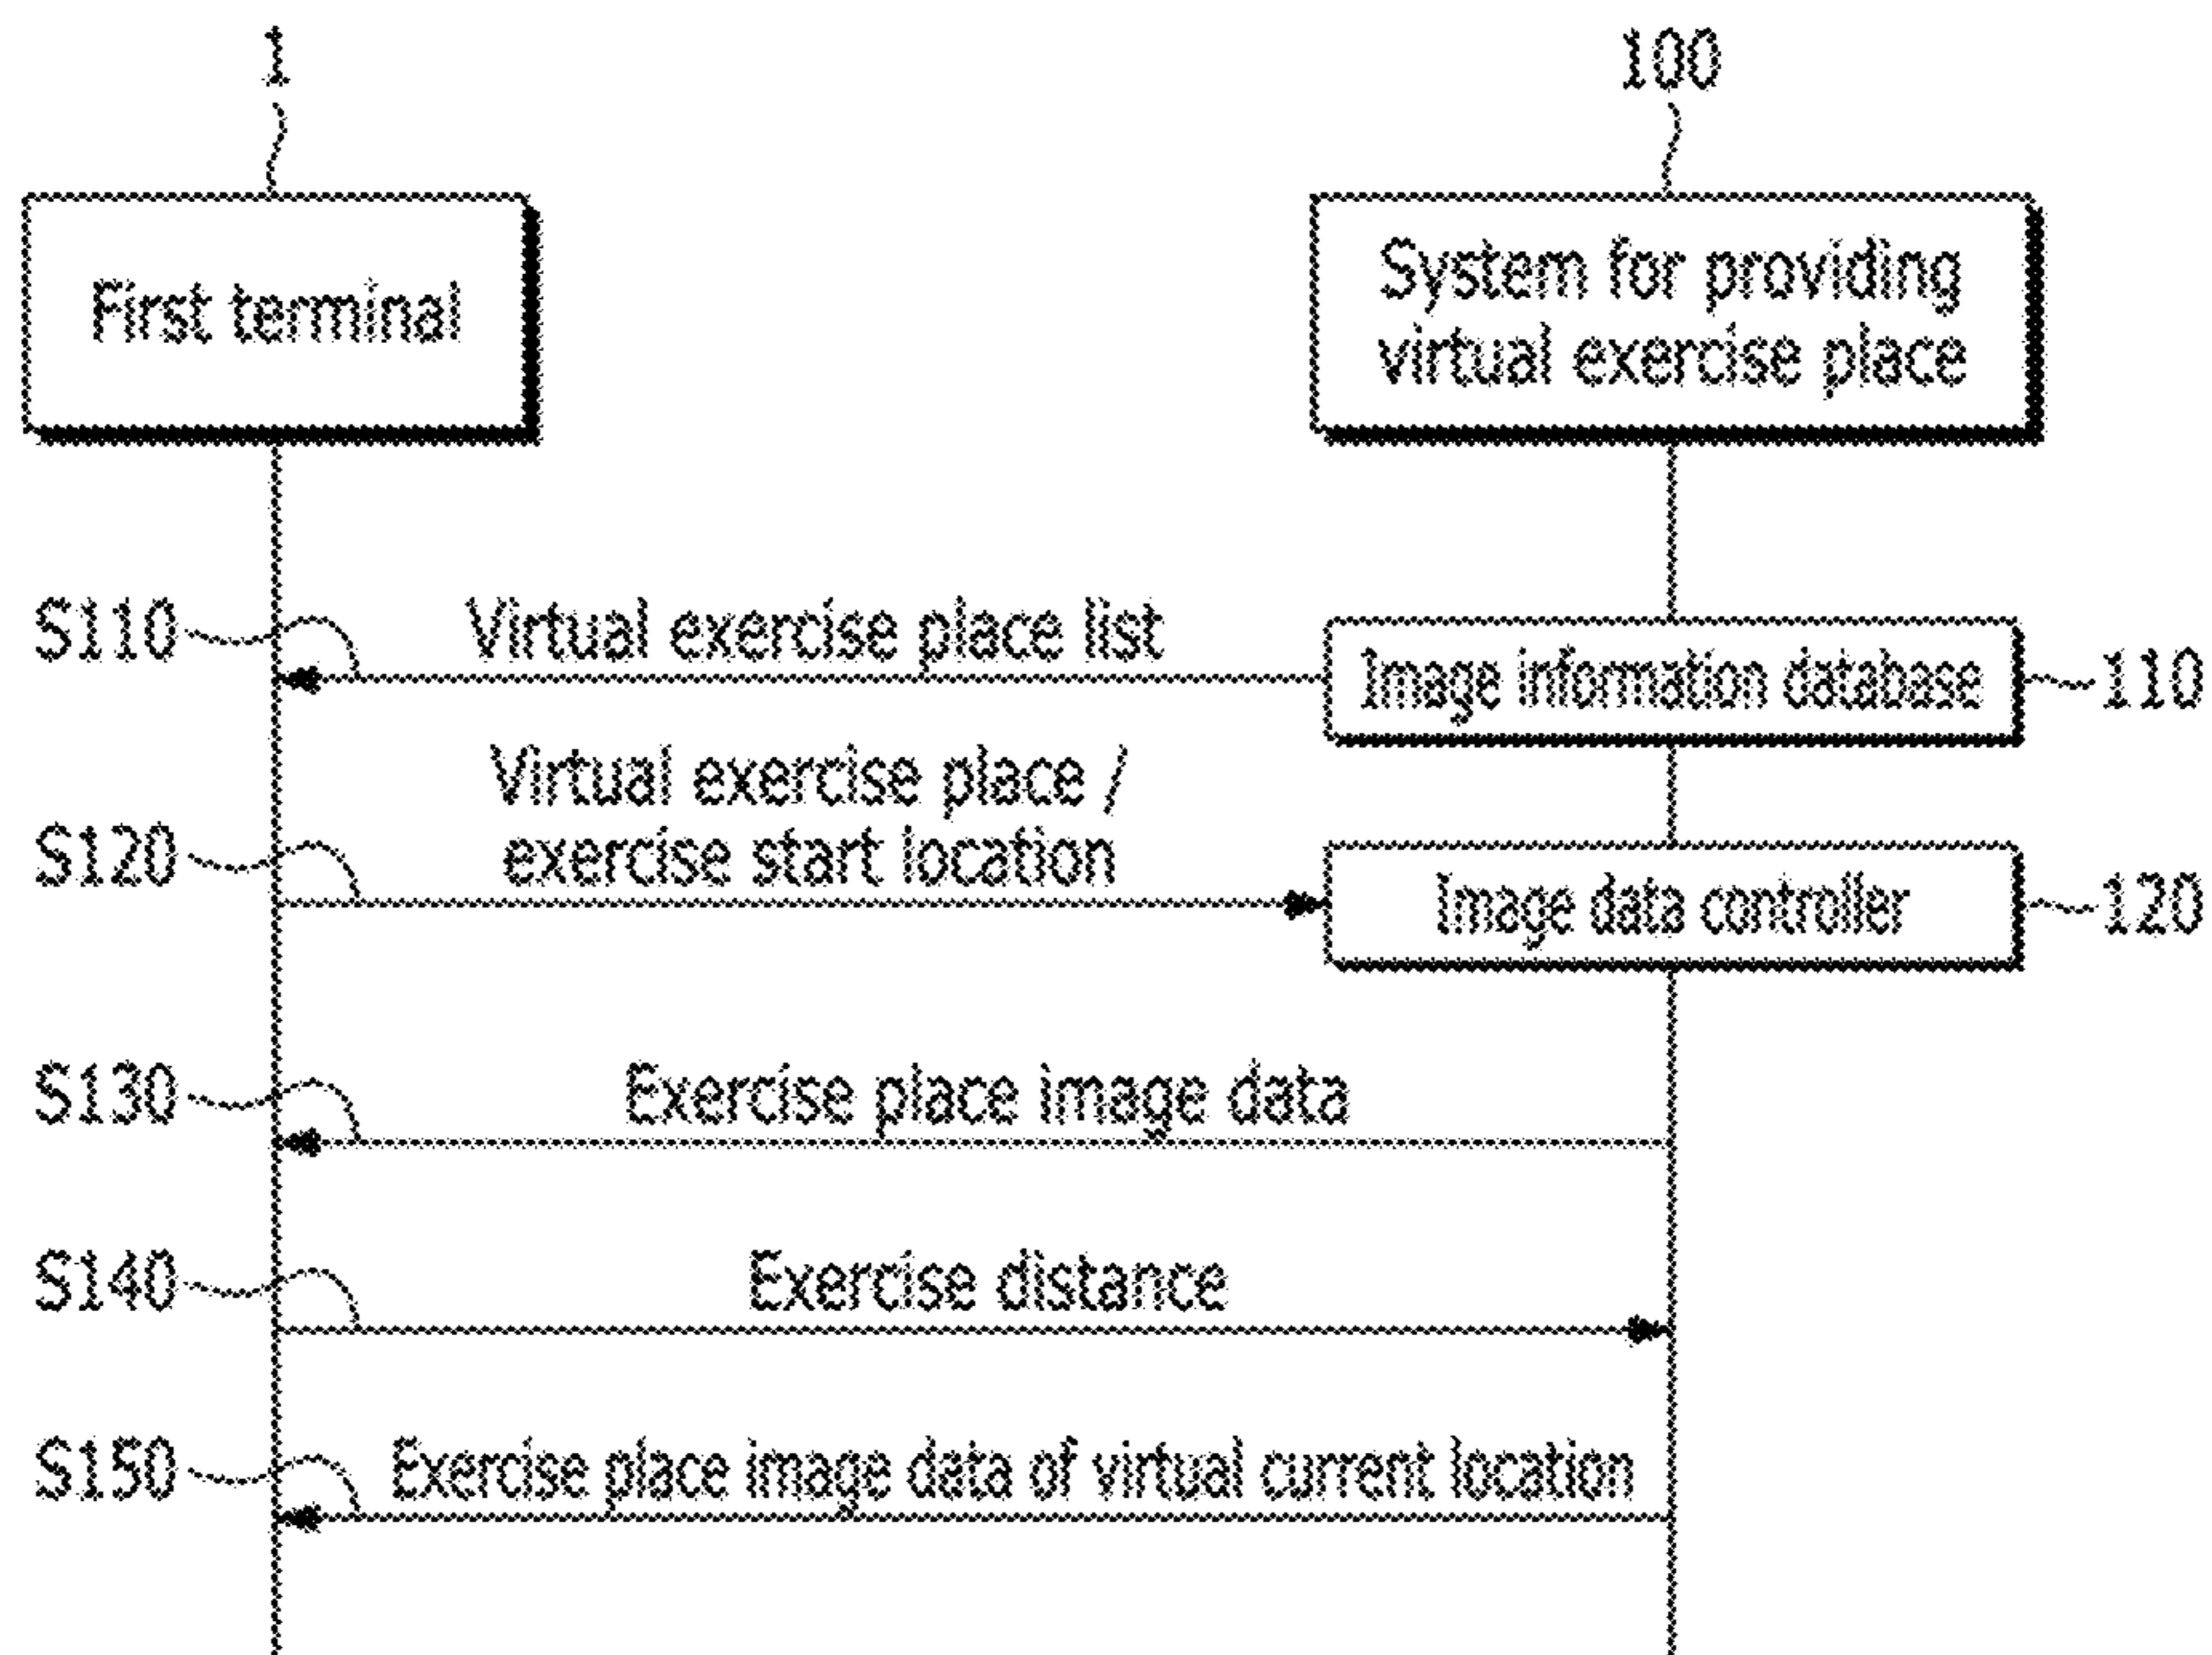 1
100
First terminal
System for providing
virtual exercise place
S110
Virtual exercise place list
Image information database
110
Virtual exercise place /
exercise start location
S120
Image data controller
120
S130
Exercise place image data
S140
Exercise distance
S150
Exercise place image data of virtual current location